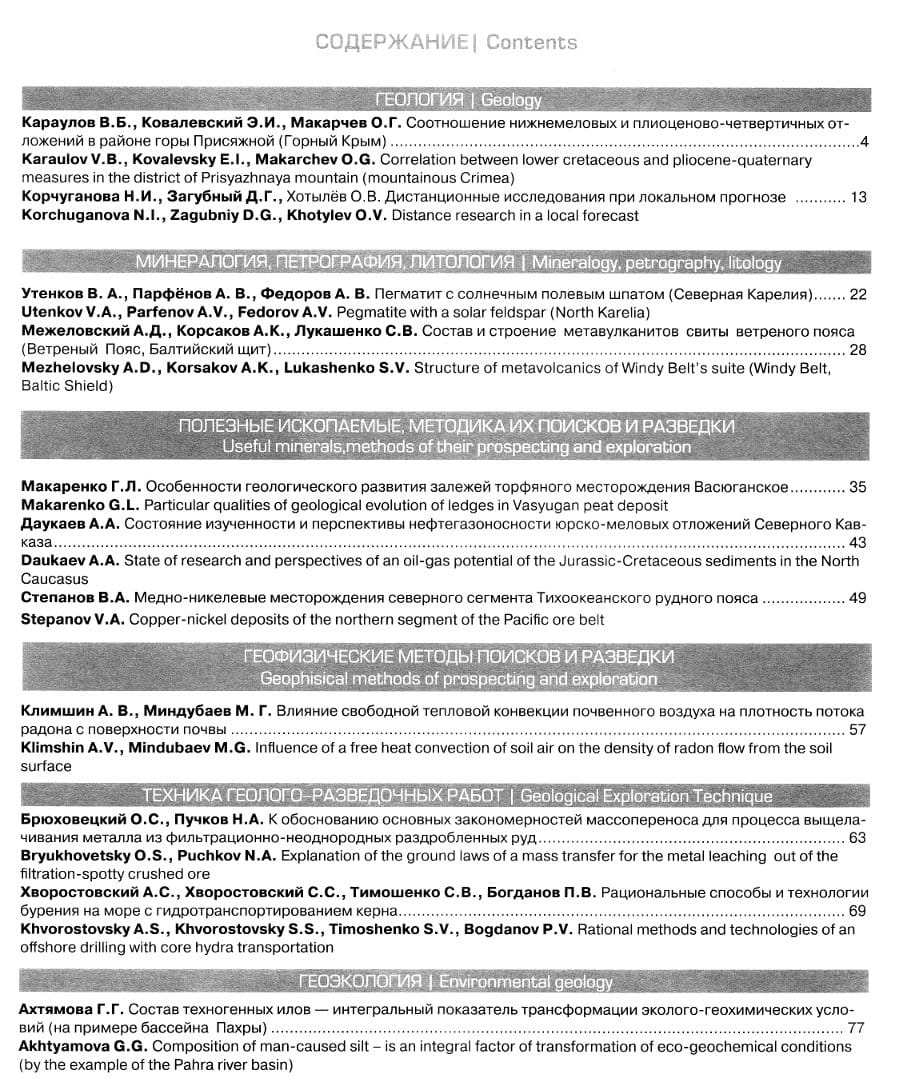 СОДЕРЖАНИЕ| Contents
ГЕОЛОГИЯ | Geology
Караулов В.Б., Ковалевский Э.И., Макарчев О.Г. Соотношение нижнемеловых и плиоценово-четвертичных от-
ложений в районе горы Присяжной (Горный Крым) ....................................................................................4
Karaulov V.B., Kovalevsky E.I., Makarchev O.G. Correlation between lower cretaceous and pliocene-quaternary
measures in the district of Prisyazhnaya mountain (mountainous Crimea)
Корчуганова Н.И., Загубный Д.Г., Хотылёв О.В. Дистанционные исследования при локальном прогнозе ........... 13
Korchuganova N.I., Zagubniy D.G., Khotylev O.V. Distance research in a local forecast
МИНЕРАЛОГИЯ, ПЕТРОГРАФИЯ, ЛИТОЛОГИЯ | Mineralogy, petrography, litology
Утенков В. А., Парфёнов А. В., Федоров А. В. Пегматит с солнечным полевым шпатом (Северная Карелия)....... 22
Utenkov V.A., Parfenov A.V., Fedorov A.V. Pegmatite with a solar feldspar (North Karelia)
Межеловский А.Д., Корсаков А.К., Лукашенко С.В. Состав и строение метавулканитов свиты ветреного пояса
(Ветреный Пояс, Балтийский щит)........................................................................................................ 28
Mezhelovsky A.D., Korsakov A.K., Lukashenko S.V. Structure of metavolcanics of Windy Belt's suite (Windy Belt,
Baltic Shield)
ПОЛЕЗНЫЕ ИСКОПАЕМЫЕ, МЕТОДИКА ИХ ПОИСКОВ И РАЗВЕДКИ
Useful minerals,methods of their prospecting and exploration
Макаренко Г.Л. Особенности геологического развития залежей торфяного месторождения Васюганское............ 35
Makarenko G.L. Particular qualities of geological evolution of ledges in Vasyugan peat deposit
Даукаев А.А. Состояние изученности и перспективы нефтегазоносности юрско-меловых отложений Северного Кав-
каза................................................................................................................................................ 43
Daukaev A.A. State of research and perspectives of an oil-gas potential of the Jurassic-Cretaceous sediments in the North
Caucasus
Степанов В.А. Медно-никелевые месторождения северного сегмента Тихоокеанского рудного пояса .................. 49
Stepanov V.A. Copper-nickel deposits of the northern segment of the Pacific ore belt
ГЕОФИЗИЧЕСКИЕ МЕТОДЫ ПОИСКОВ И РАЗВЕДКИ
Geophisical methods of prospecting and exploration
Климшин А. В., Миндубаев М. Г. Влияние свободной тепловой конвекции почвенного воздуха на плотность потока
радона с поверхности почвы ................................................................................................................ 57
Klimshin A.V., Mindubaev M.G. Influence of a free heat convection of soil air on the density of radon flow from the soil
surface
ТЕХНИКА ГЕОЛОГО–РАЗВЕДОЧНЫХ РАБОТ | Geological Exploration Technique
Брюховецкий О.С., Пучков Н.А. К обоснованию основных закономерностей массопереноса для процесса выщела-
чивания металла из фильтрационно-неоднородных раздробленных руд........................................................ 63
Bryukhovetsky O.S., Puchkov N.A. Explanation of the ground laws of a mass transfer for the metal leaching out of the
filtration-spotty crushed ore
Хворостовский А.С., Хворостовский С.С., Тимошенко С.В., Богданов П.В. Рациональные способы и технологии
бурения на море с гидротранспортированием керна................................................................................. 69
Khvorostovsky A.S., Khvorostovsky S.S., Timoshenko S.V., Bogdanov P.V. Rational methods and technologies of an
offshore drilling with core hydra transportation
ГЕОЭКОЛОГИЯ | Environmental geology
Ахтямова Г.Г. Состав техногенных илов — интегральный показатель трансформации эколого-геохимических усло-
вий (на примере бассейна Пахры) ........................................................................................................ 77
Akhtyamova G.G. Composition of man-caused silt – is an integral factor of transformation of eco-geochemical conditions
(by the example of the Pahra river basin)